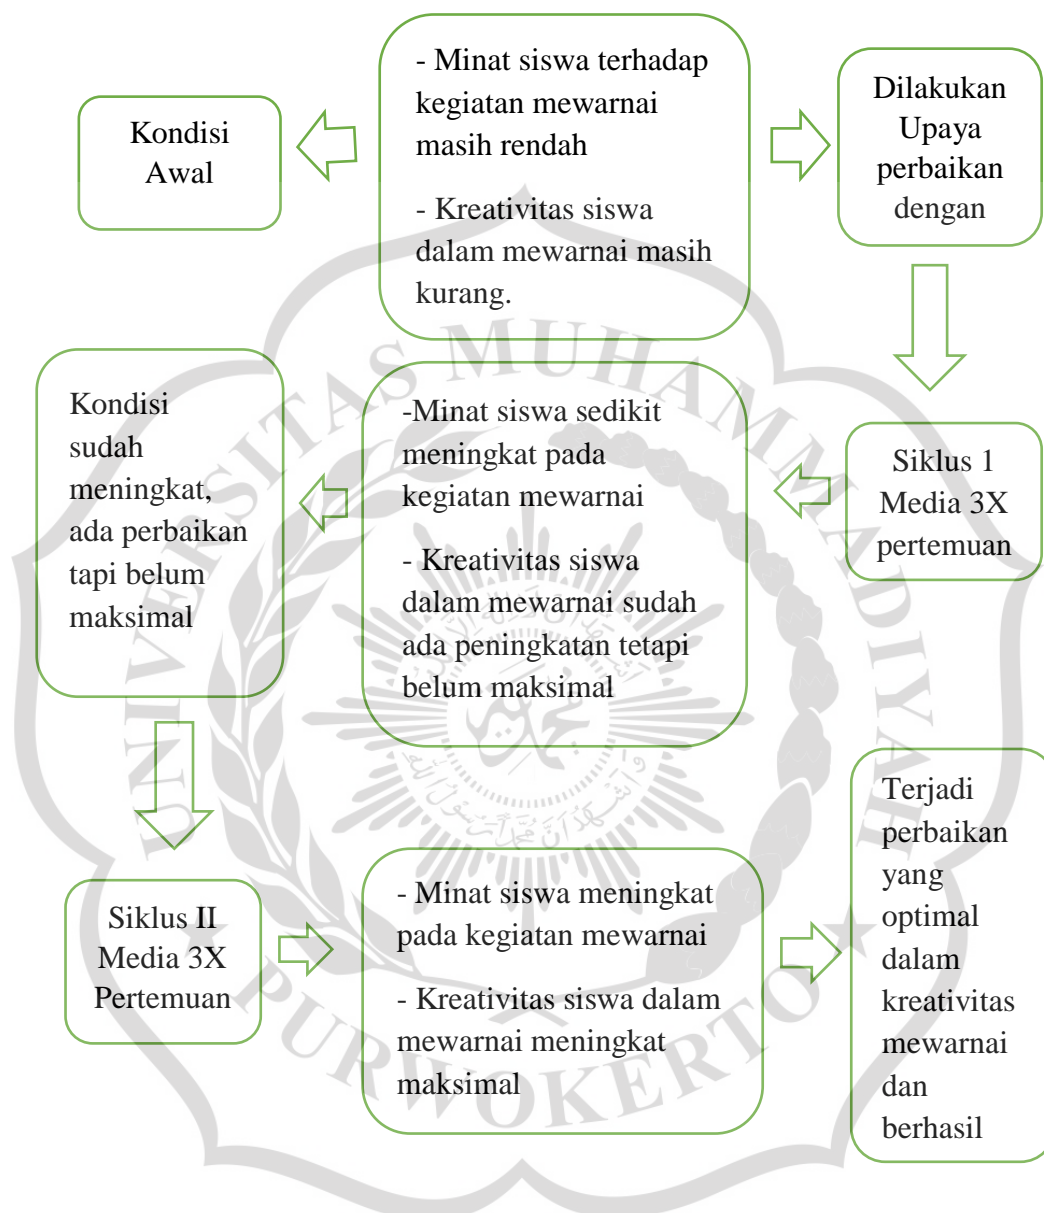 Kondisi
Awal
- Minat siswa terhadap
kegiatan mewarnai
masih rendah
- Kreativitas siswa
dalam mewarnai masih
kurang.
Dilakukan
Upaya
perbaikan
dengan
Kondisi
sudah
meningkat,
ada perbaikan
tapi belum
maksimal
-Minat siswa sedikit
meningkat pada
kegiatan mewarnai
- Kreativitas siswa
dalam mewarnai sudah
ada peningkatan tetapi
belum maksimal
Siklus 1
Media 3X
pertemuan
Siklus II
Media 3X
Pertemuan
- Minat siswa meningkat
pada kegiatan mewarnai
- Kreativitas siswa dalam
mewarnai meningkat
maksimal
Terjadi
perbaikan
yang
optimal
dalam
kreativitas
mewarnai
dan
berhasil
UNIVERSITAS MUHAMMADIYAH
PURWOKERTO